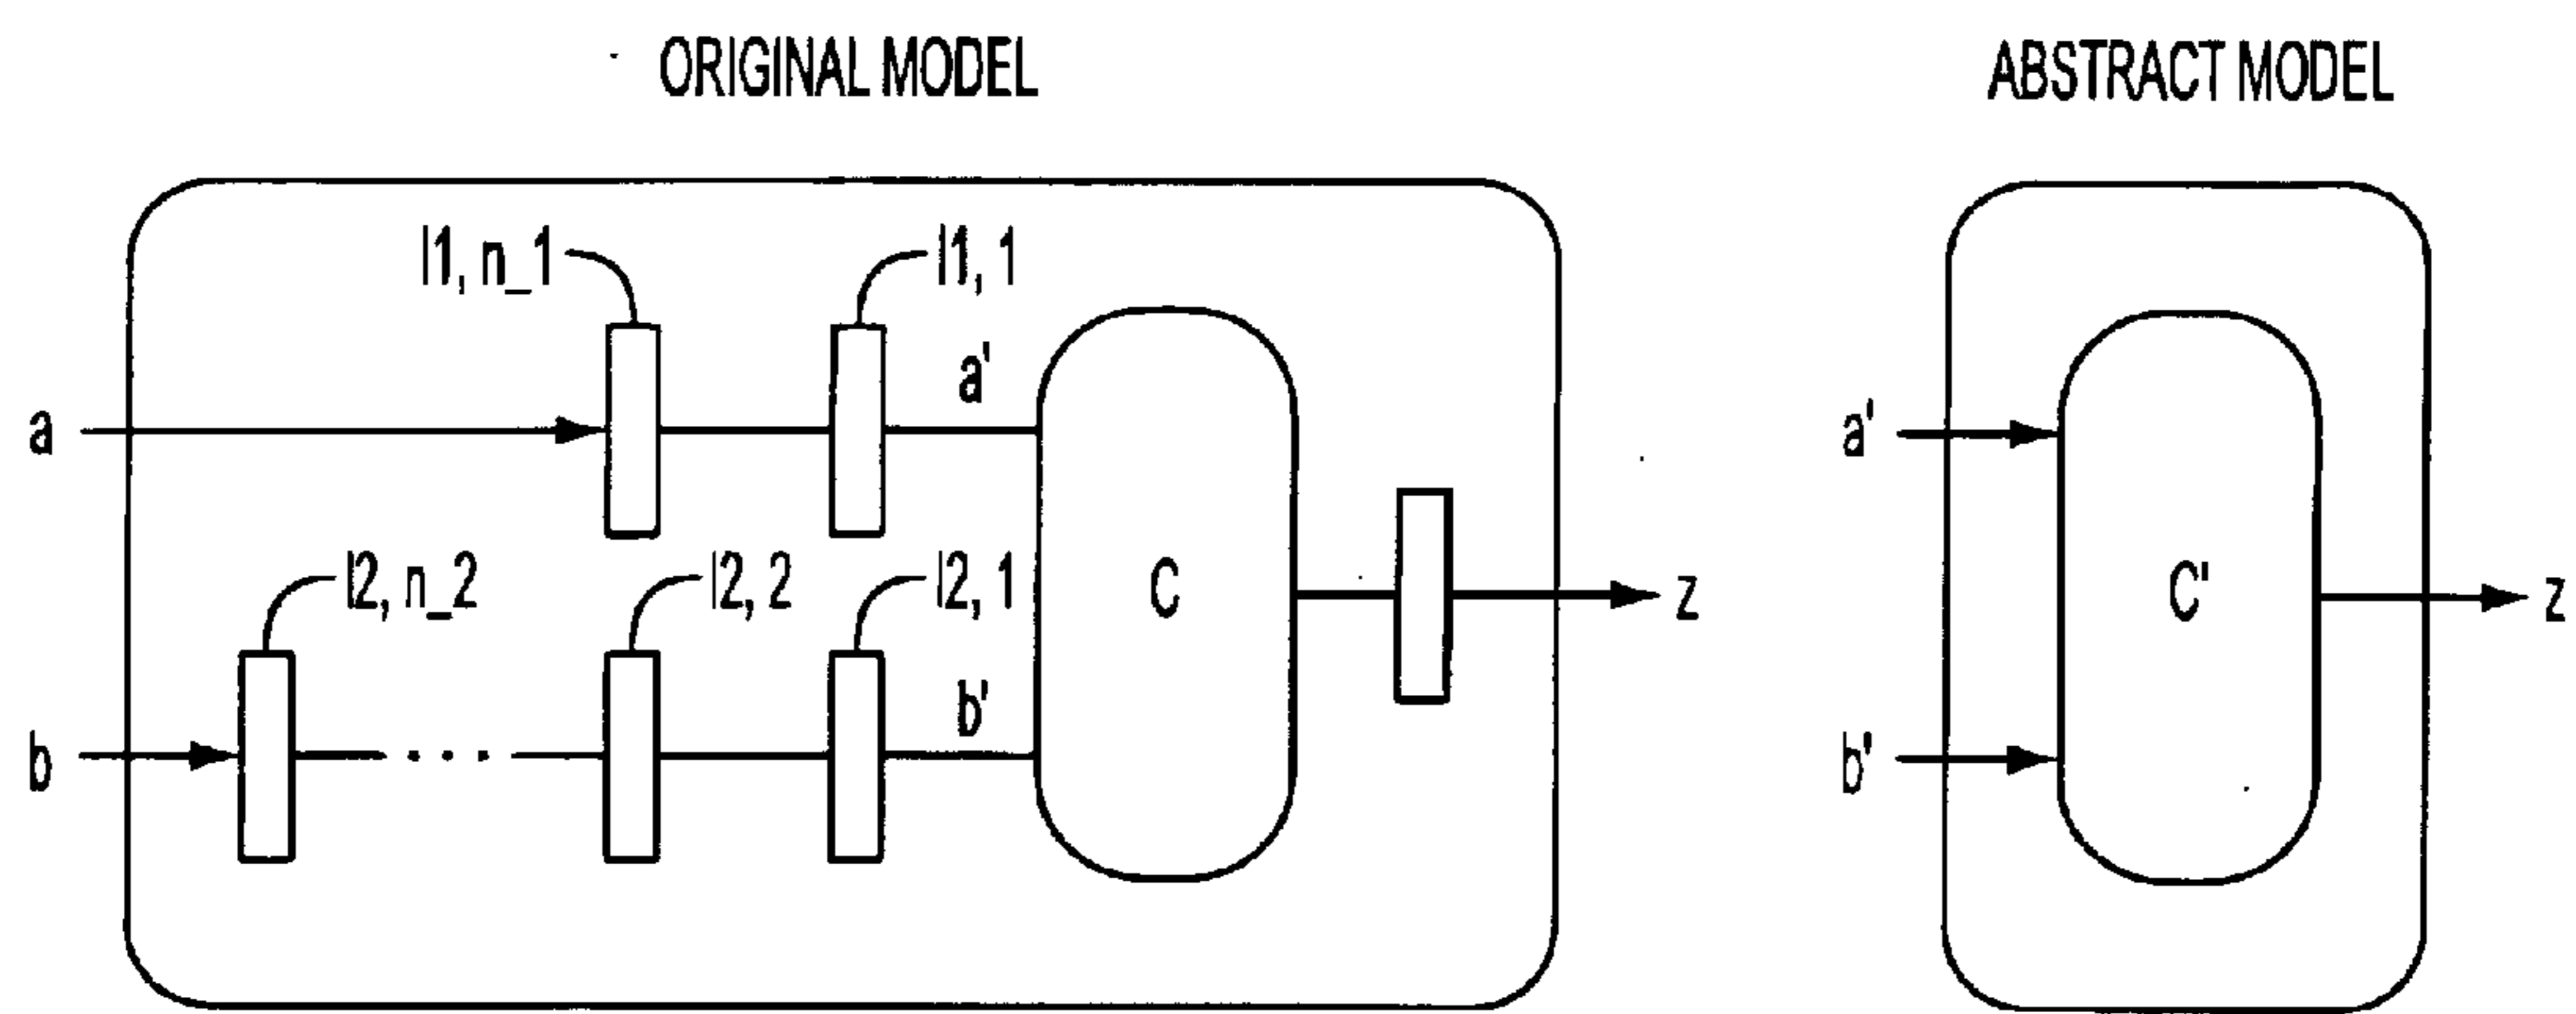 ORIGINAL MODEL
ABSTRACT MODEL
l1, n_1
l1, 1
a'
a
l2, n_2
l2, 2
l2, 1
b'
b
C
z
a'
b'
C'
z